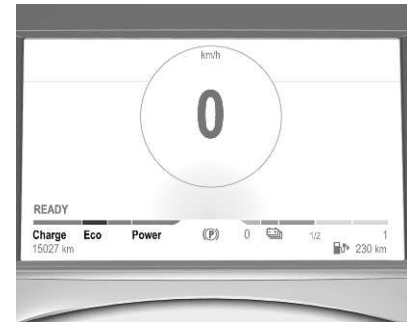 km/h
0
READY
Charge Eco Power (P) 0 1/2 1
15027 km 230 km